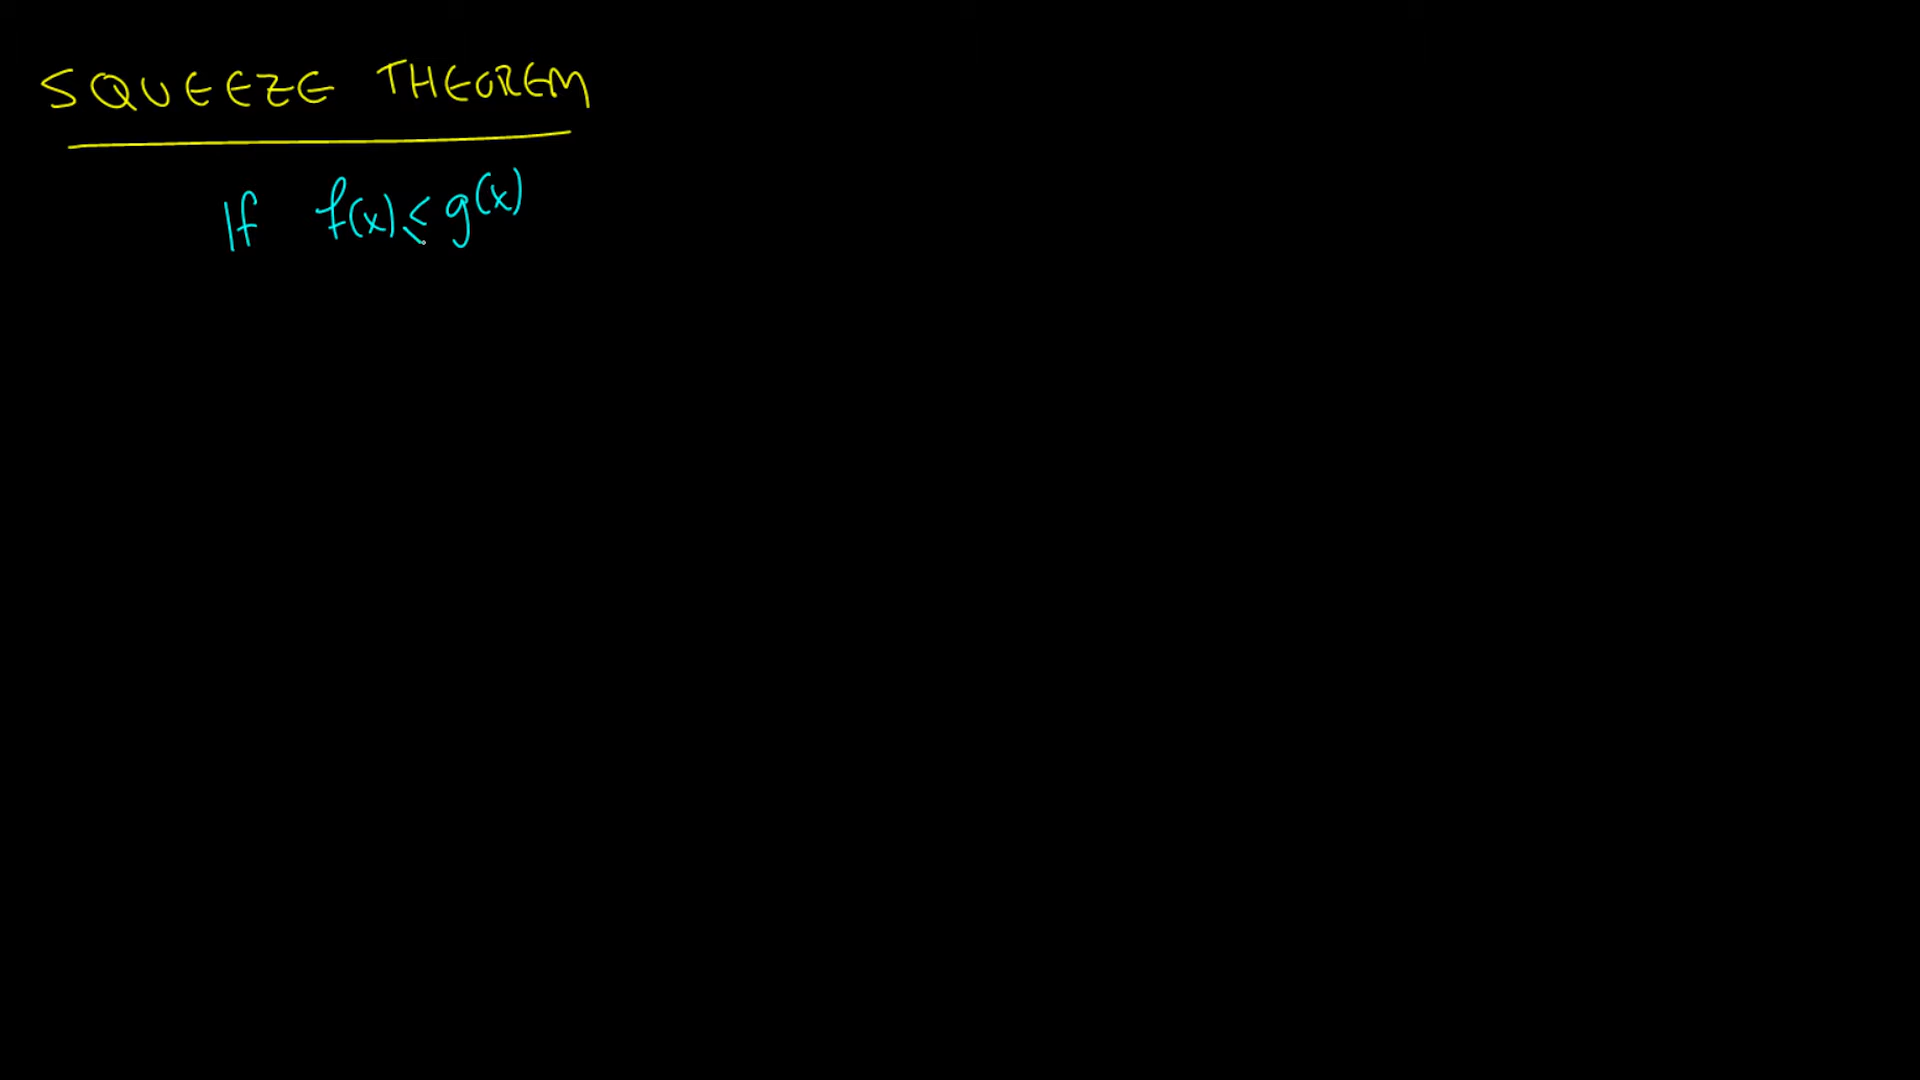 SQUEEZE THEOREM
If f(x) ≤ g(x)